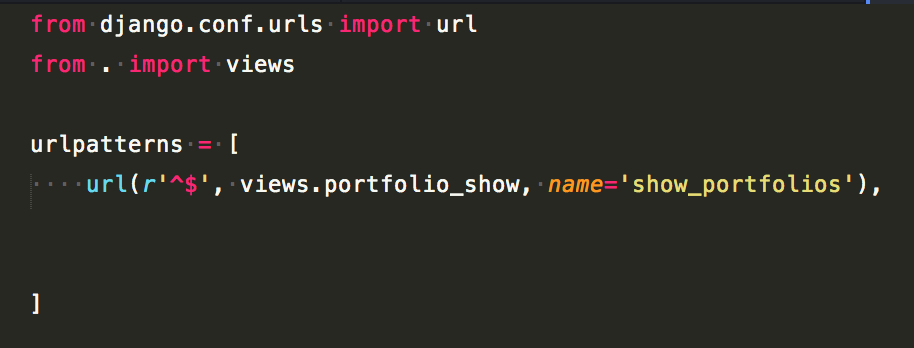 from django.conf.urls import url
from . import views
urlpatterns = [
    url(r'^$', views.portfolio_show, name='show_portfolios'),
]